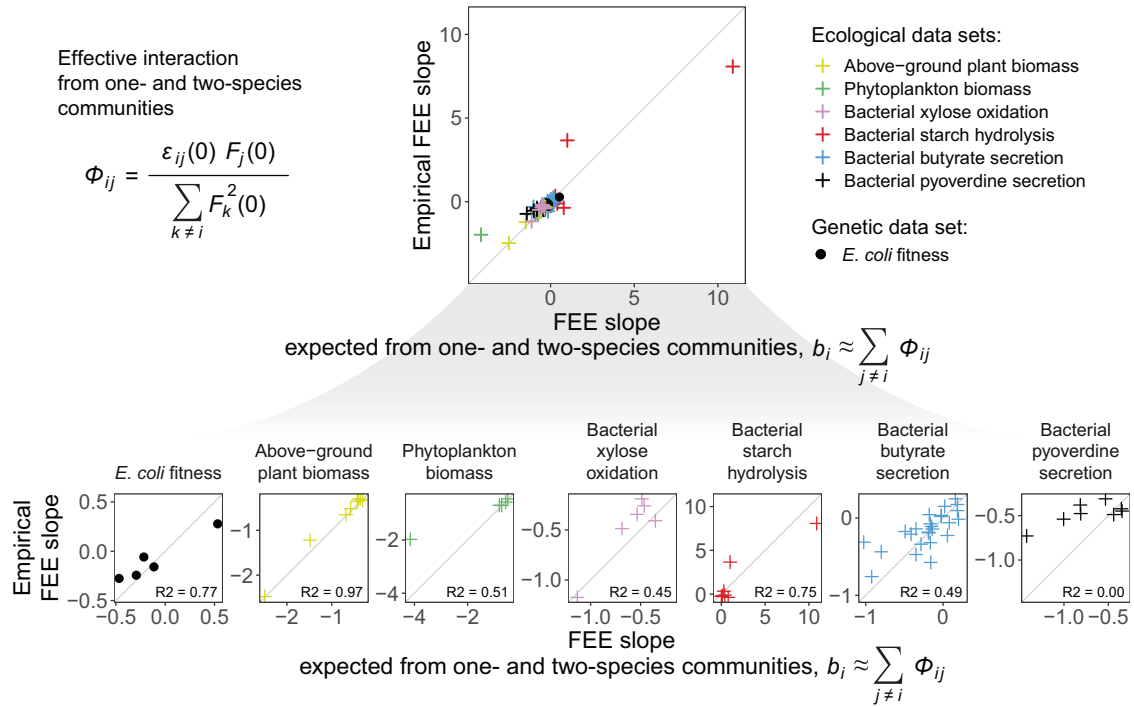 Effective interaction
from one- and two-species
communities
Φij = εij(0) Fj(0) / ∑k≠i Fk²(0)
Empirical FEE slope
10
5
0
0 5 10
FEE slope
expected from one- and two-species communities, bi ≈ ∑j≠i Φij
Ecological data sets:
Above−ground plant biomass
Phytoplankton biomass
Bacterial xylose oxidation
Bacterial starch hydrolysis
Bacterial butyrate secretion
Bacterial pyoverdine secretion
Genetic data set:
E. coli fitness
Empirical
FEE slope
E. coli fitness
0.5
0.0
−0.5
R2 = 0.77
−0.5 0.0 0.5
Above−ground
plant biomass
−1
−2
R2 = 0.97
−2 −1
Phytoplankton
biomass
−2
−4
R2 = 0.51
−4 −2
Bacterial
xylose
oxidation
−0.5
−1.0
R2 = 0.45
−1.0 −0.5
Bacterial
starch
hydrolysis
10
5
0
R2 = 0.75
0 5 10
Bacterial
butyrate
secretion
0
−1
R2 = 0.49
−1 0
Bacterial
pyoverdine
secretion
−0.5
−1.0
R2 = 0.00
−1.0 −0.5
FEE slope
expected from one- and two-species communities, bi ≈ ∑j≠i Φij